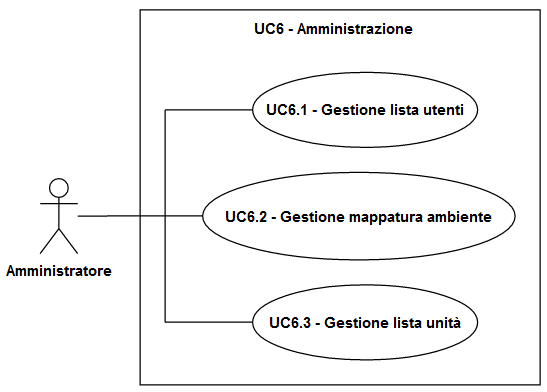 UC6 - Amministrazione
UC6.1 - Gestione lista utenti
UC6.2 - Gestione mappatura ambiente
Amministratore
UC6.3 - Gestione lista unità